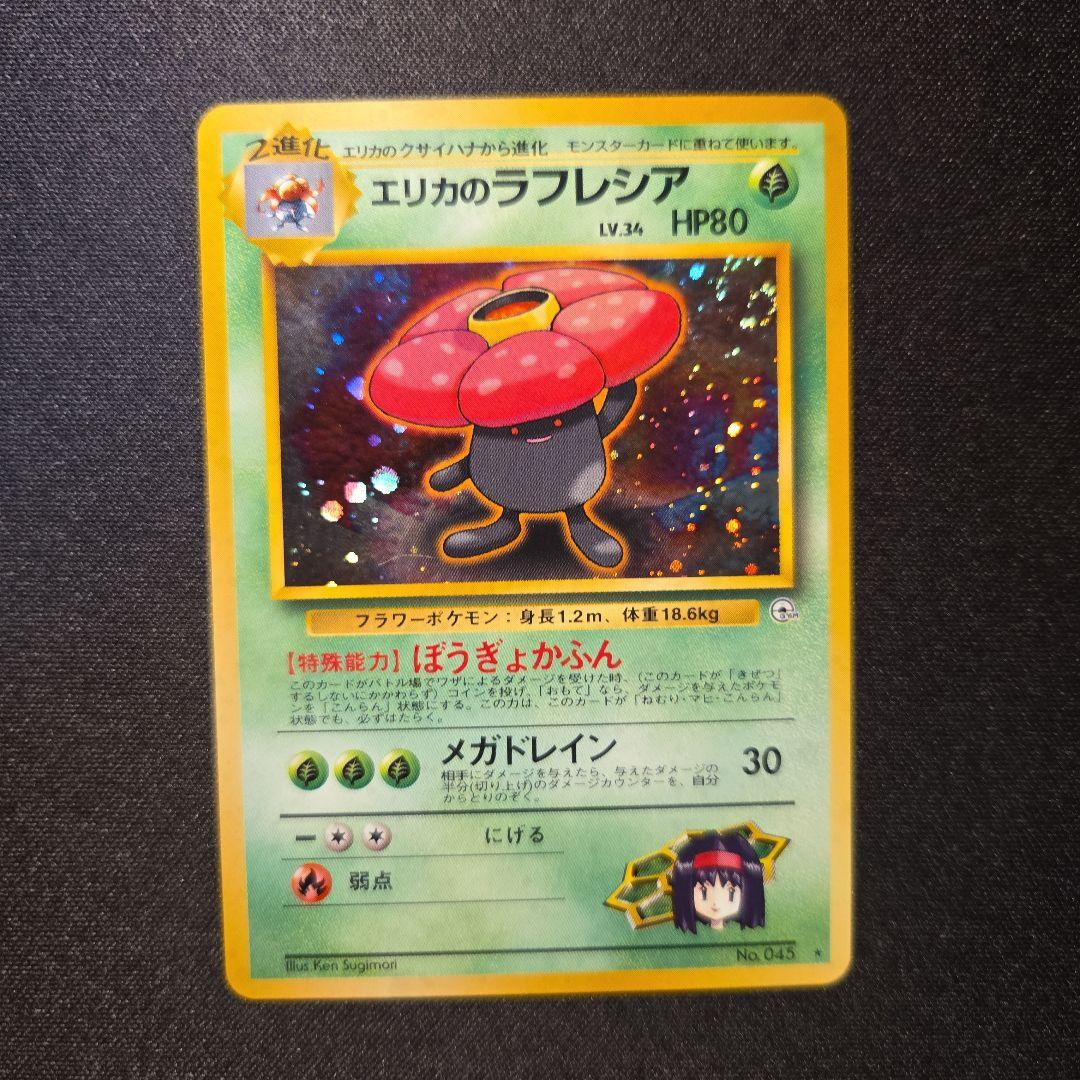 2進化 エリカのクサイハナから進化 モンスターカードに重ねて使います。
エリカのラフレシア
LV.34 HP80
フラワーポケモン：身長1.2m、体重18.6kg
【特殊能力】ぼうぎょかふん
このカードがバトル場でワザによるダメージを受けた時、（このカードが「きぜつ」
するしないにかかわらず）コインを投げ、「おもて」なら、ダメージを与えたポケモ
ンを「こんらん」状態にする。この力は、このカードが「ねむり・マヒ・こんらん」
状態でも、必ずはたらく。
メガドレイン 30
相手にダメージを与えたら、与えたダメージの
半分(切り上げ)のダメージカウンターを、自分
からとりのぞく。
にげる
弱点
Illus.Ken Sugimori
No.045